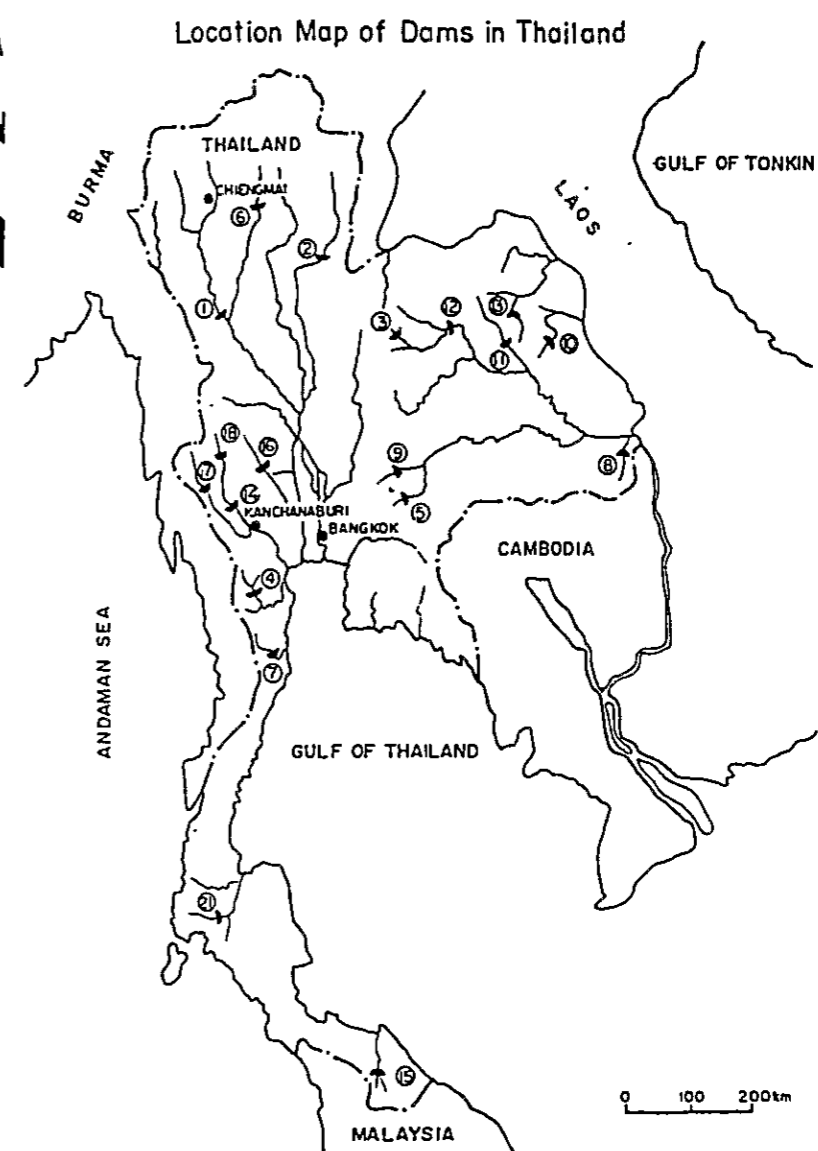 Location Map of Dams in Thailand
THAILAND
BURMA
CHIENGMAI
⑥
②
①
LAOS
GULF OF TONKIN
③
⑫
⑬
⑪
⑩
⑱
⑯
⑰
⑭
KANCHANABURI
BANGKOK
⑨
⑤
⑧
CAMBODIA
④
⑦
ANDAMAN SEA
GULF OF THAILAND
㉑
⑮
MALAYSIA
0 100 200km